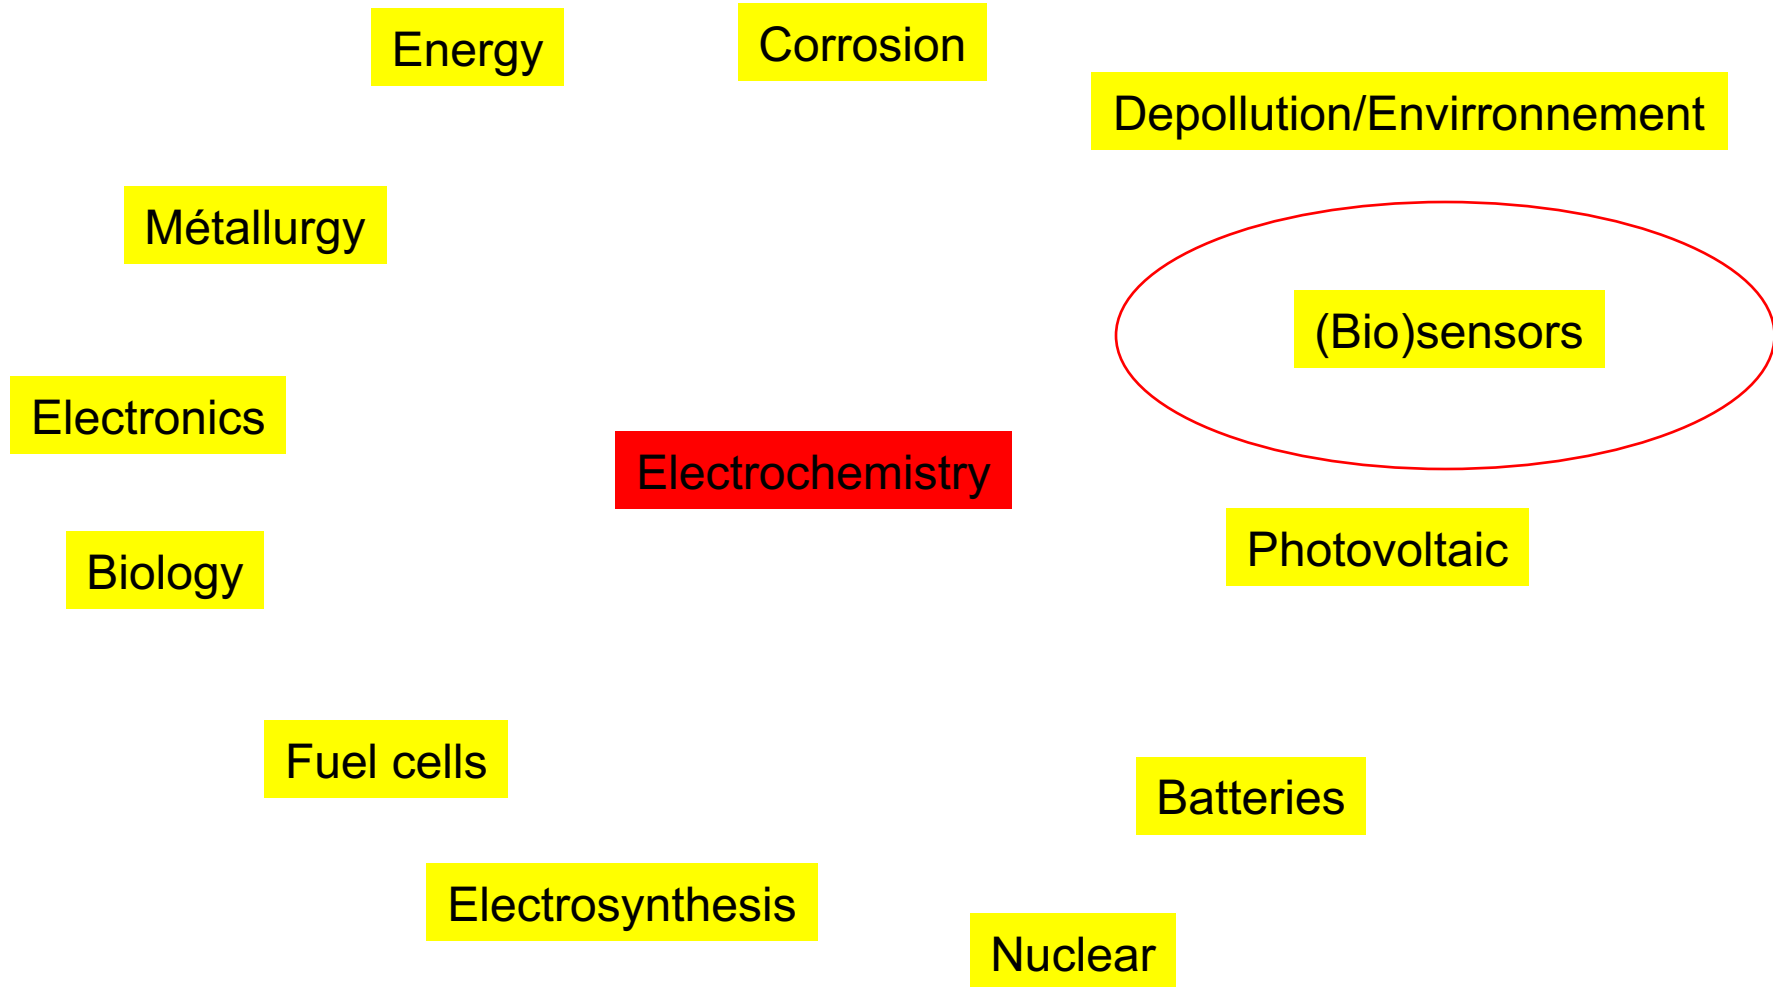 Energy
Corrosion
Depollution/Envirronnement
Métallurgy
(Bio)sensors
Electronics
Electrochemistry
Photovoltaic
Biology
Fuel cells
Batteries
Electrosynthesis
Nuclear